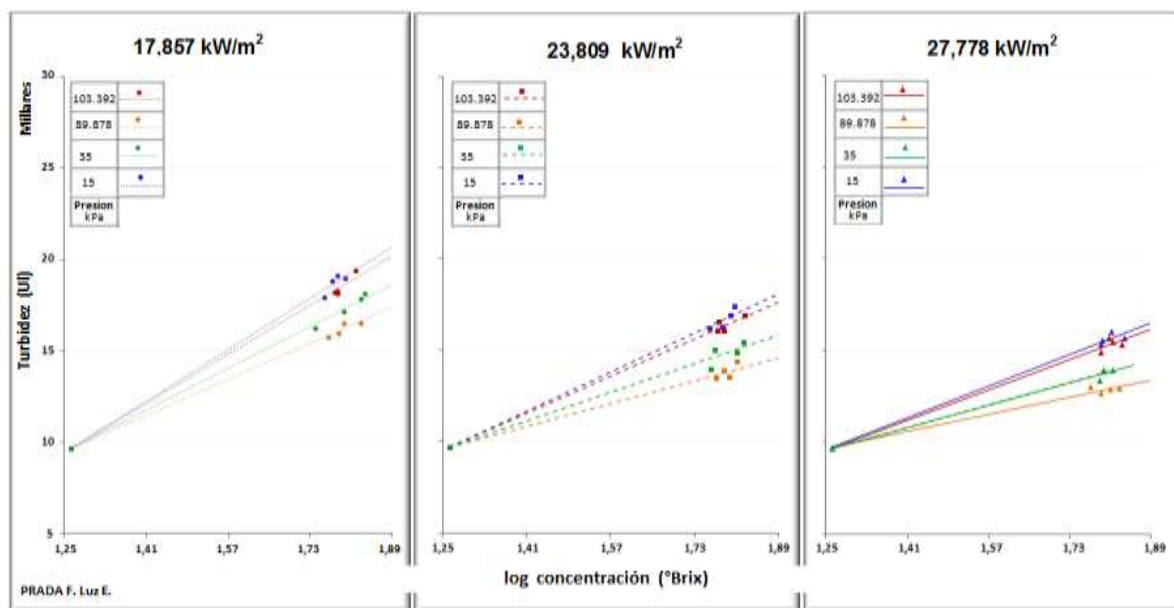 17,857 kW/m²
23,809 kW/m²
27,778 kW/m²
Millares
Turbidez (UI)
30
25
20
15
10
5
103.392
89.878
35
15
Presion
kPa
103.392
89.878
35
15
Presion
kPa
103.392
89.878
35
15
Presion
kPa
1,25 1,41 1,57 1,73 1,89
1,25 1,41 1,57 1,73 1,89
1,25 1,41 1,57 1,73 1,89
log concentración (°Brix)
PRADA F. Luz E.